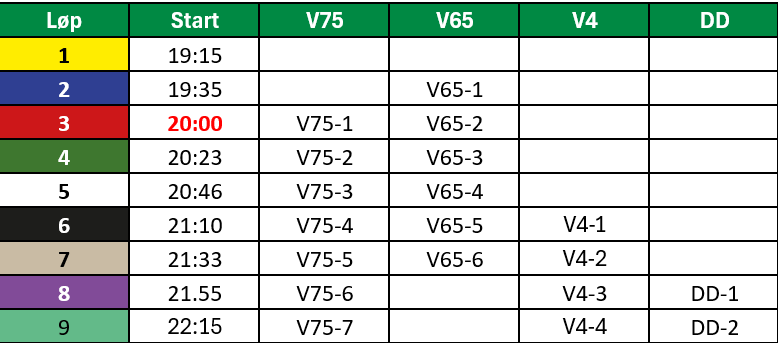 Løp Start V75 V65 V4 DD
1 19:15
2 19:35 V65-1
3 20:00 V75-1 V65-2
4 20:23 V75-2 V65-3
5 20:46 V75-3 V65-4
6 21:10 V75-4 V65-5 V4-1
7 21:33 V75-5 V65-6 V4-2
8 21.55 V75-6 V4-3 DD-1
9 22:15 V75-7 V4-4 DD-2